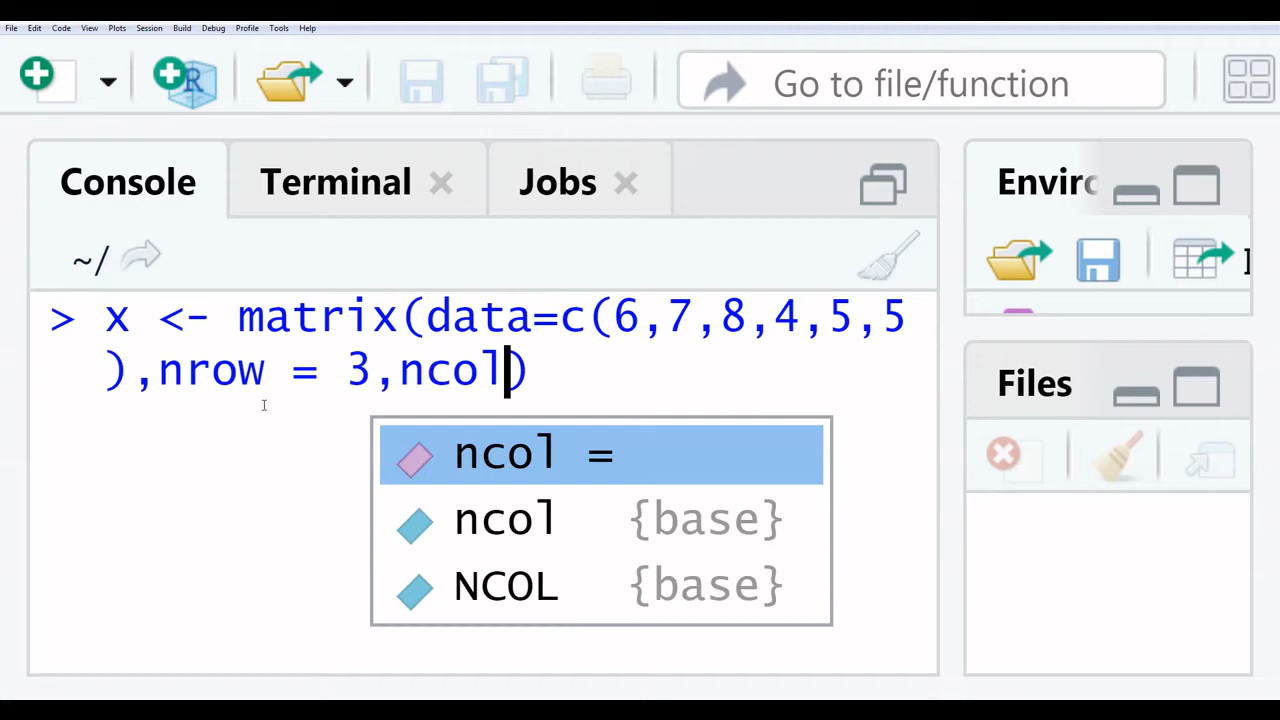 File Edit Code View Plots Session Build Debug Profile Tools Help
Go to file/function
Console Terminal Jobs
~/
> x <- matrix(data=c(6,7,8,4,5,5
),nrow = 3,ncol)
ncol =
ncol {base}
NCOL {base}
Enviro
Files